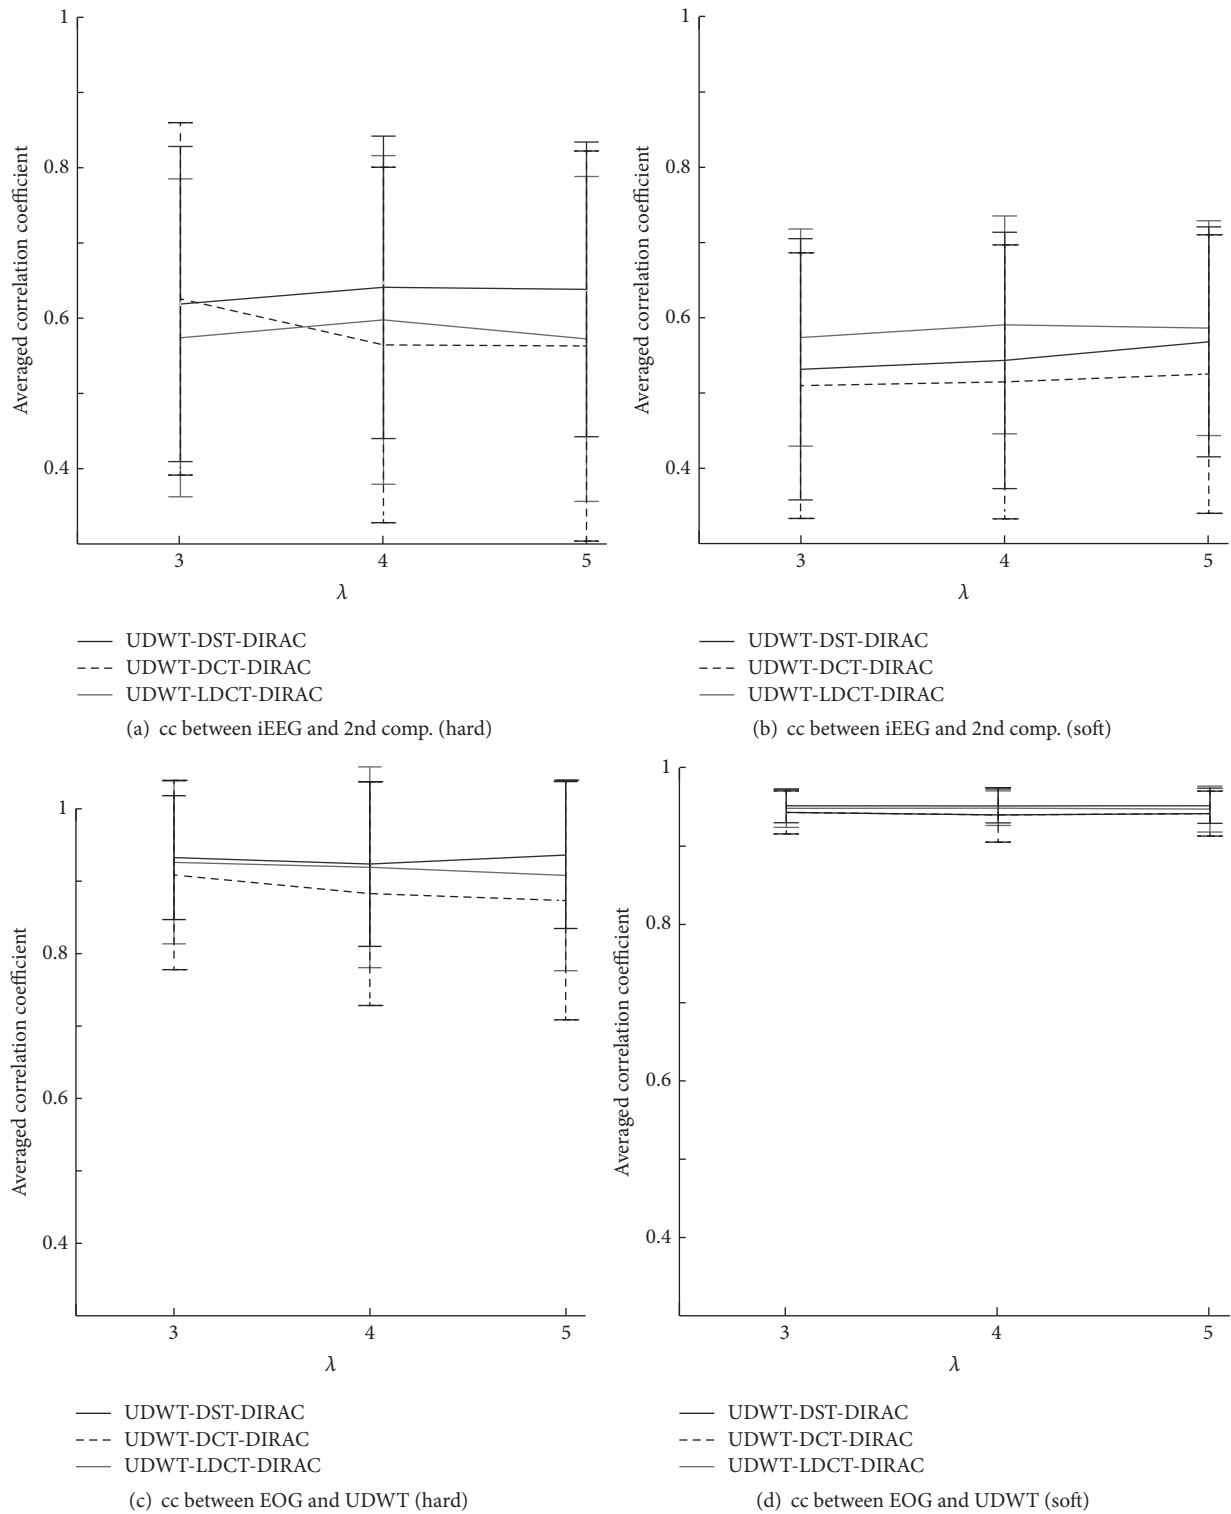 1
0.8
0.6
0.4
Averaged correlation coefficient
3 4 5
λ
UDWT-DST-DIRAC
UDWT-DCT-DIRAC
UDWT-LDCT-DIRAC
(a) cc between iEEG and 2nd comp. (hard)
1
0.8
0.6
0.4
Averaged correlation coefficient
3 4 5
λ
UDWT-DST-DIRAC
UDWT-DCT-DIRAC
UDWT-LDCT-DIRAC
(b) cc between iEEG and 2nd comp. (soft)
1
0.8
0.6
0.4
Averaged correlation coefficient
3 4 5
λ
UDWT-DST-DIRAC
UDWT-DCT-DIRAC
UDWT-LDCT-DIRAC
(c) cc between EOG and UDWT (hard)
1
0.8
0.6
0.4
Averaged correlation coefficient
3 4 5
λ
UDWT-DST-DIRAC
UDWT-DCT-DIRAC
UDWT-LDCT-DIRAC
(d) cc between EOG and UDWT (soft)